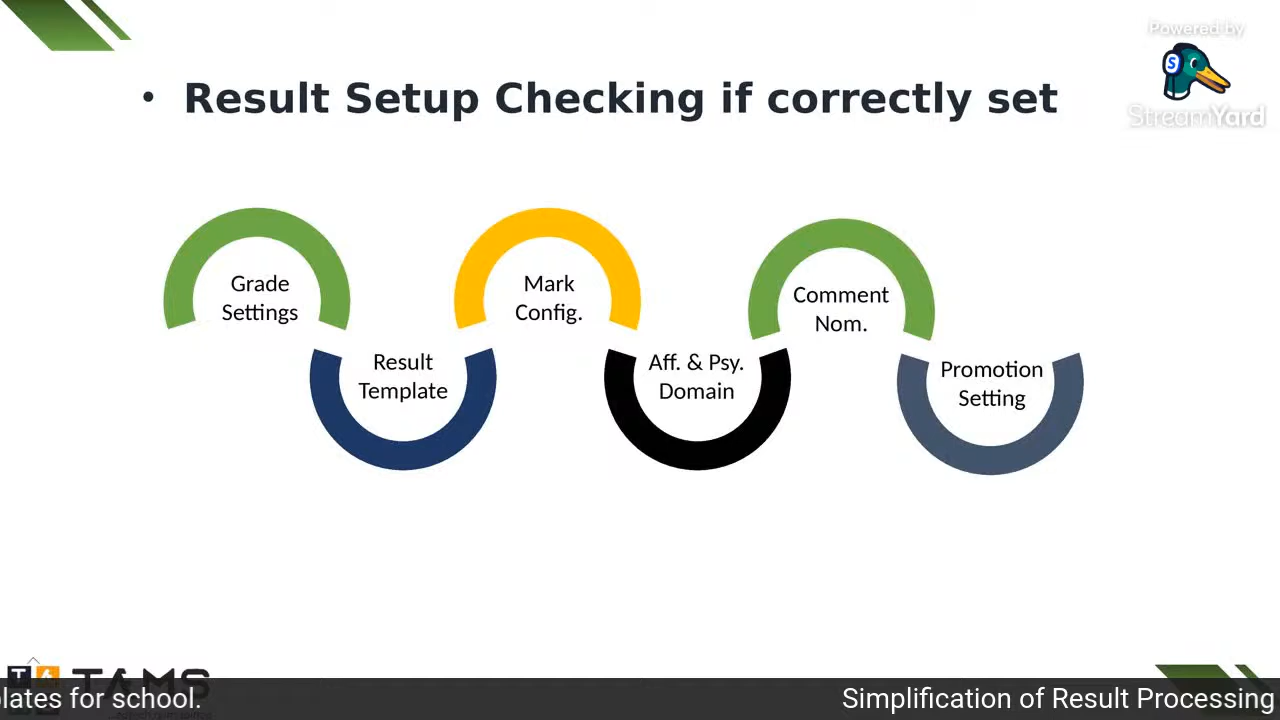 Powered by
StreamYard
• Result Setup Checking if correctly set
Grade
Settings
Result
Template
Mark
Config.
Aff. & Psy.
Domain
Comment
Nom.
Promotion
Setting
TAMS
plates for school.
Simplification of Result Processing